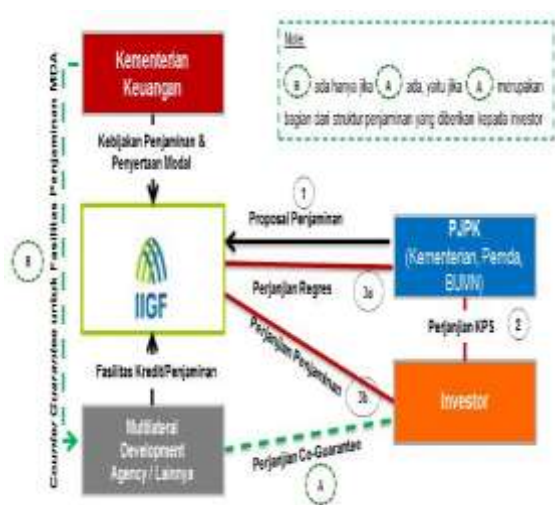 Kementerian
Keuangan
Note:
B ada hanya jika A ada, yaitu jika A merupakan
bagian dari struktur penjaminan yang diberikan kepada investor
Kebijakan Penjaminan &
Penyertaan Modal
1
Proposal Penjaminan
PJPK
(Kementerian, Pemda,
BUMN)
IIGF
Perjanjian Regres
3a
B
Counter Guarantee untuk Fasilitas Penjaminan MDA
Perjanjian KPS
2
Perjanjian Penjaminan
3b
Fasilitas Kredit/Penjaminan
Investor
Multilateral
Development
Agency / Lainnya
Perjanjian Co-Guarantee
A